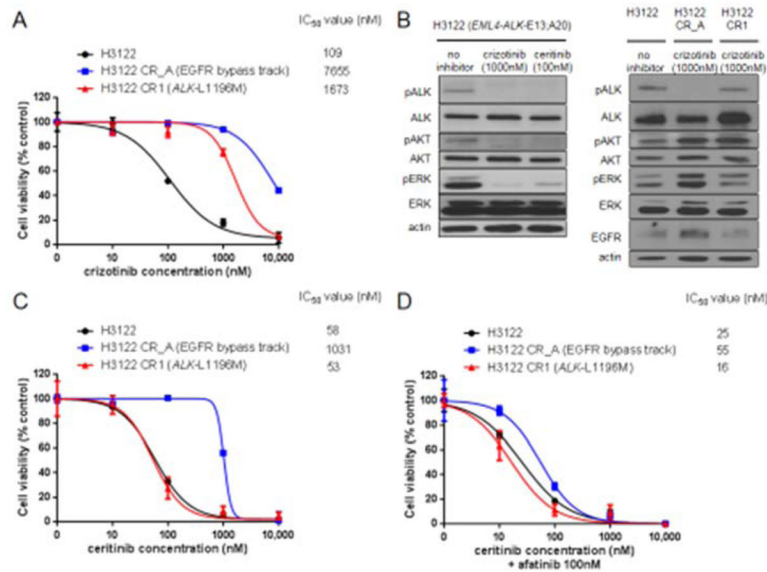 A
IC50 value (nM)
H3122 109
H3122 CR_A (EGFR bypass track) 7655
H3122 CR1 (ALK-L1196M) 1673
Cell viability (% control)
120
100
80
60
40
20
0
0 10 100 1000 10,000
crizotinib concentration (nM)
B
H3122 (EML4-ALK-E13;A20)
no inhibitor
crizotinib (1000nM)
ceritinib (100nM)
pALK
ALK
pAKT
AKT
pERK
ERK
actin
H3122
H3122 CR_A
H3122 CR1
no inhibitor
crizotinib (1000nM)
crizotinib (1000nM)
pALK
ALK
pAKT
AKT
pERK
ERK
EGFR
actin
C
IC50 value (nM)
H3122 58
H3122 CR_A (EGFR bypass track) 1031
H3122 CR1 (ALK-L1196M) 53
Cell viability (% control)
120
100
80
60
40
20
0
0 10 100 1000 10,000
ceritinib concentration (nM)
D
IC50 value (nM)
H3122 25
H3122 CR_A (EGFR bypass track) 55
H3122 CR1 (ALK-L1196M) 16
Cell viability (% control)
120
100
80
60
40
20
0
0 10 100 1000 10,000
ceritinib concentration (nM)
+ afatinib 100nM